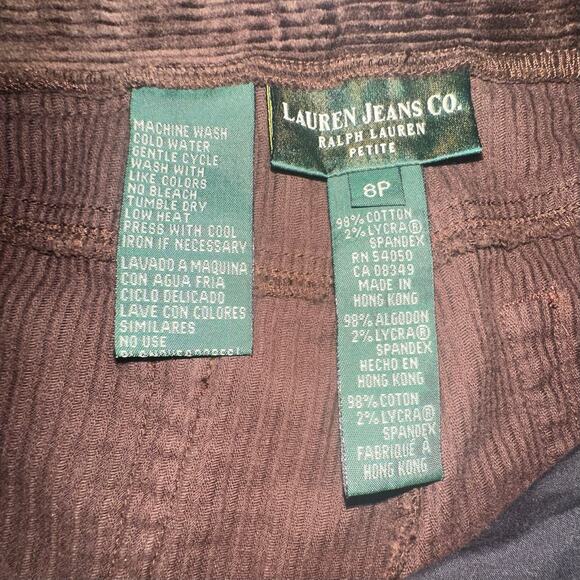 MACHINE WASH
COLD WATER
GENTLE CYCLE
WASH WITH
LIKE COLORS
NO BLEACH
TUMBLE DRY
LOW HEAT
PRESS WITH COOL
IRON IF NECESSARY
LAVADO A MAQUINA
CON AGUA FRIA
CICLO DELICADO
LAVE CON COLORES
SIMILARES
NO USE
LAUREN JEANS CO.
RALPH LAUREN
PETITE
8P
98% COTTON
2% LYCRA®
SPANDEX
RN 54050
CA 08349
MADE IN
HONG KONG
98% ALGODON
2% LYCRA®
SPANDEX
HECHO EN
HONG KONG
98% COTON
2% LYCRA®
SPANDEX
FABRIQUÉ À
HONG KONG